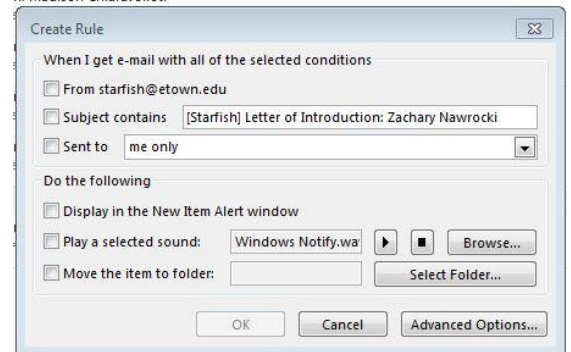 Create Rule
When I get e-mail with all of the selected conditions
From starfish@etown.edu
Subject contains [Starfish] Letter of Introduction: Zachary Nawrocki
Sent to me only
Do the following
Display in the New Item Alert window
Play a selected sound: Windows Notify.wa Browse...
Move the item to folder: Select Folder...
OK Cancel Advanced Options...